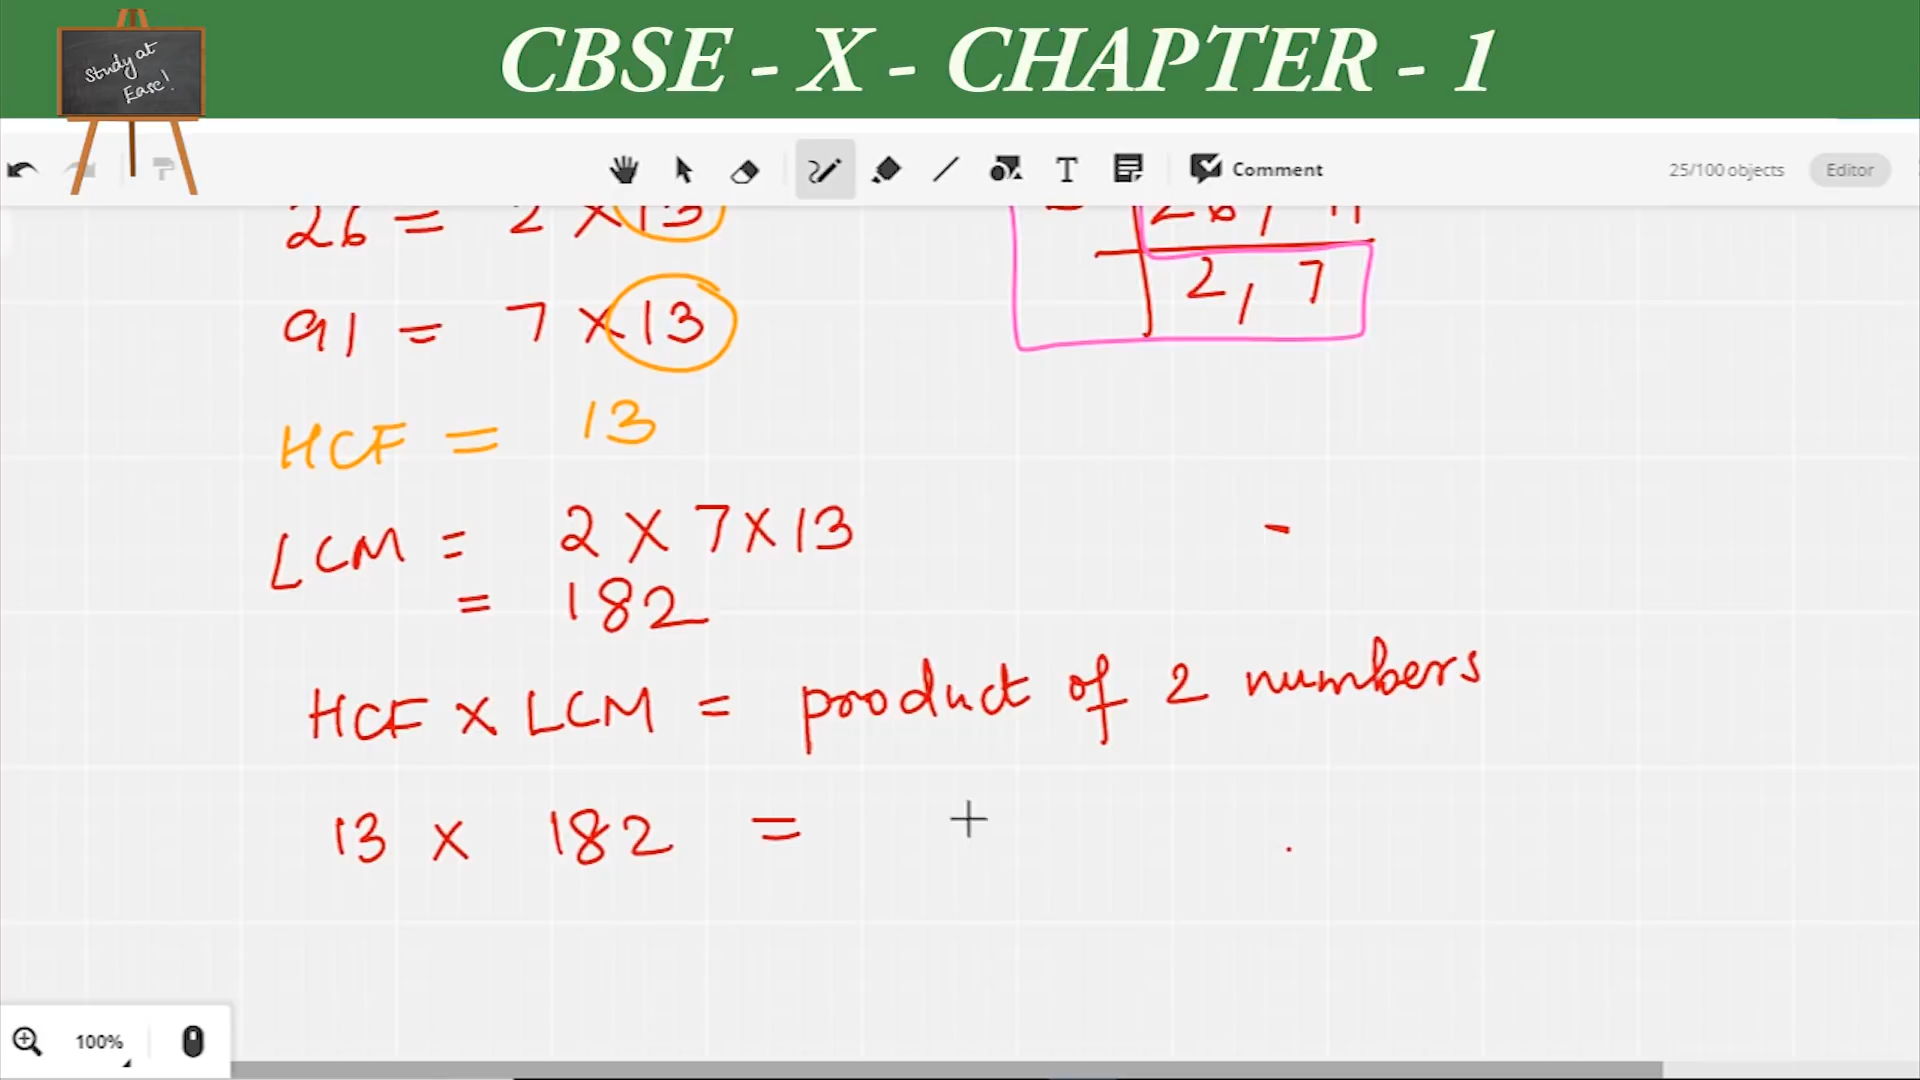 CBSE - X - CHAPTER - 1
Study at
Ease!
Comment
25/100 objects
Editor
26 = 2 X 13
91 = 7 X 13
2, 7
HCF = 13
LCM = 2 X 7 X 13
= 182
HCF X LCM = product of 2 numbers
13 X 182 =
100%